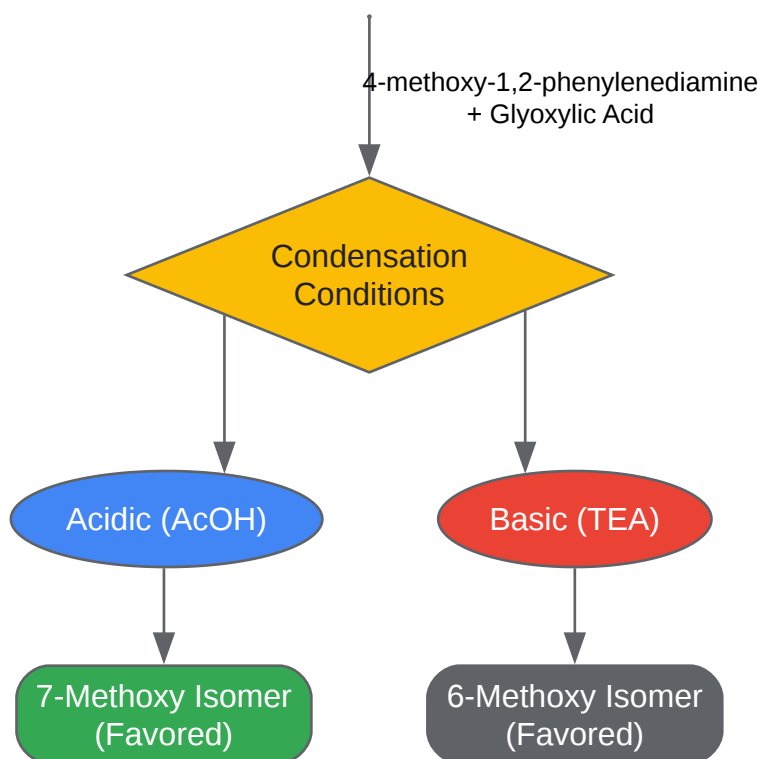 4-methoxy-1,2-phenylenediamine
+ Glyoxylic Acid
Condensation
Conditions
Acidic (AcOH)
Basic (TEA)
7-Methoxy Isomer
(Favored)
6-Methoxy Isomer
(Favored)